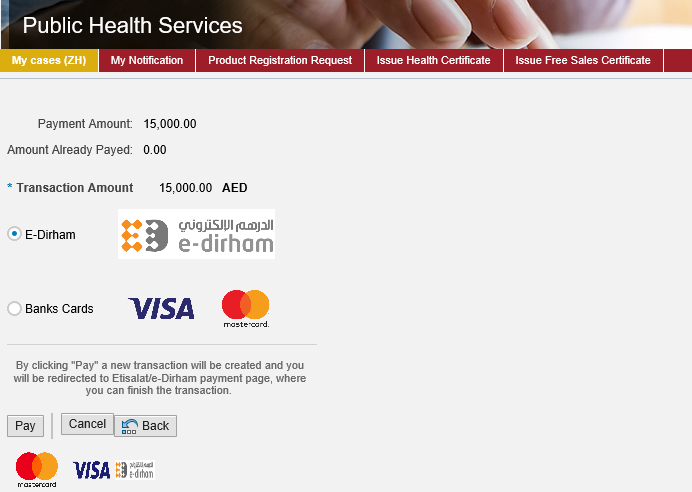 Public Health Services
My cases (ZH) My Notification Product Registration Request Issue Health Certificate Issue Free Sales Certificate
Payment Amount: 15,000.00
Amount Already Payed: 0.00
* Transaction Amount 15,000.00 AED
الدرهم الإلكتروني
E-Dirham e-dirham
Banks Cards VISA mastercard.
By clicking "Pay" a new transaction will be created and you
will be redirected to Etisalat/e-Dirham payment page, where
you can finish the transaction.
Pay Cancel Back
mastercard VISA الدرهم الإلكتروني e-dirham